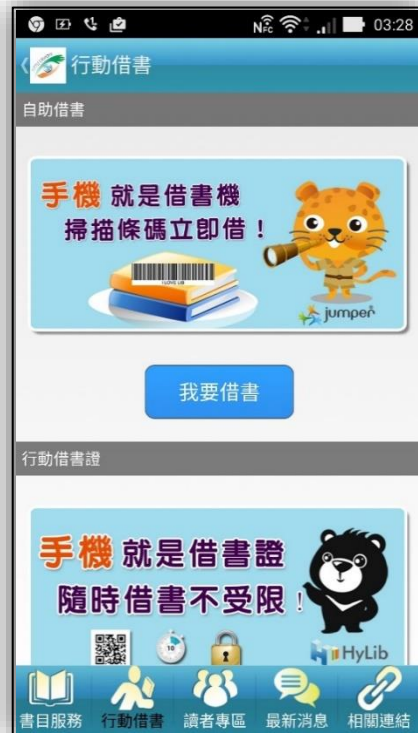 03:28
行動借書
自助借書
手機 就是借書機
掃描條碼立即借！
jumper
我要借書
行動借書證
手機 就是借書證
隨時借書不受限！
10
HyLib
書目服務 行動借書 讀者專區 最新消息 相關連結